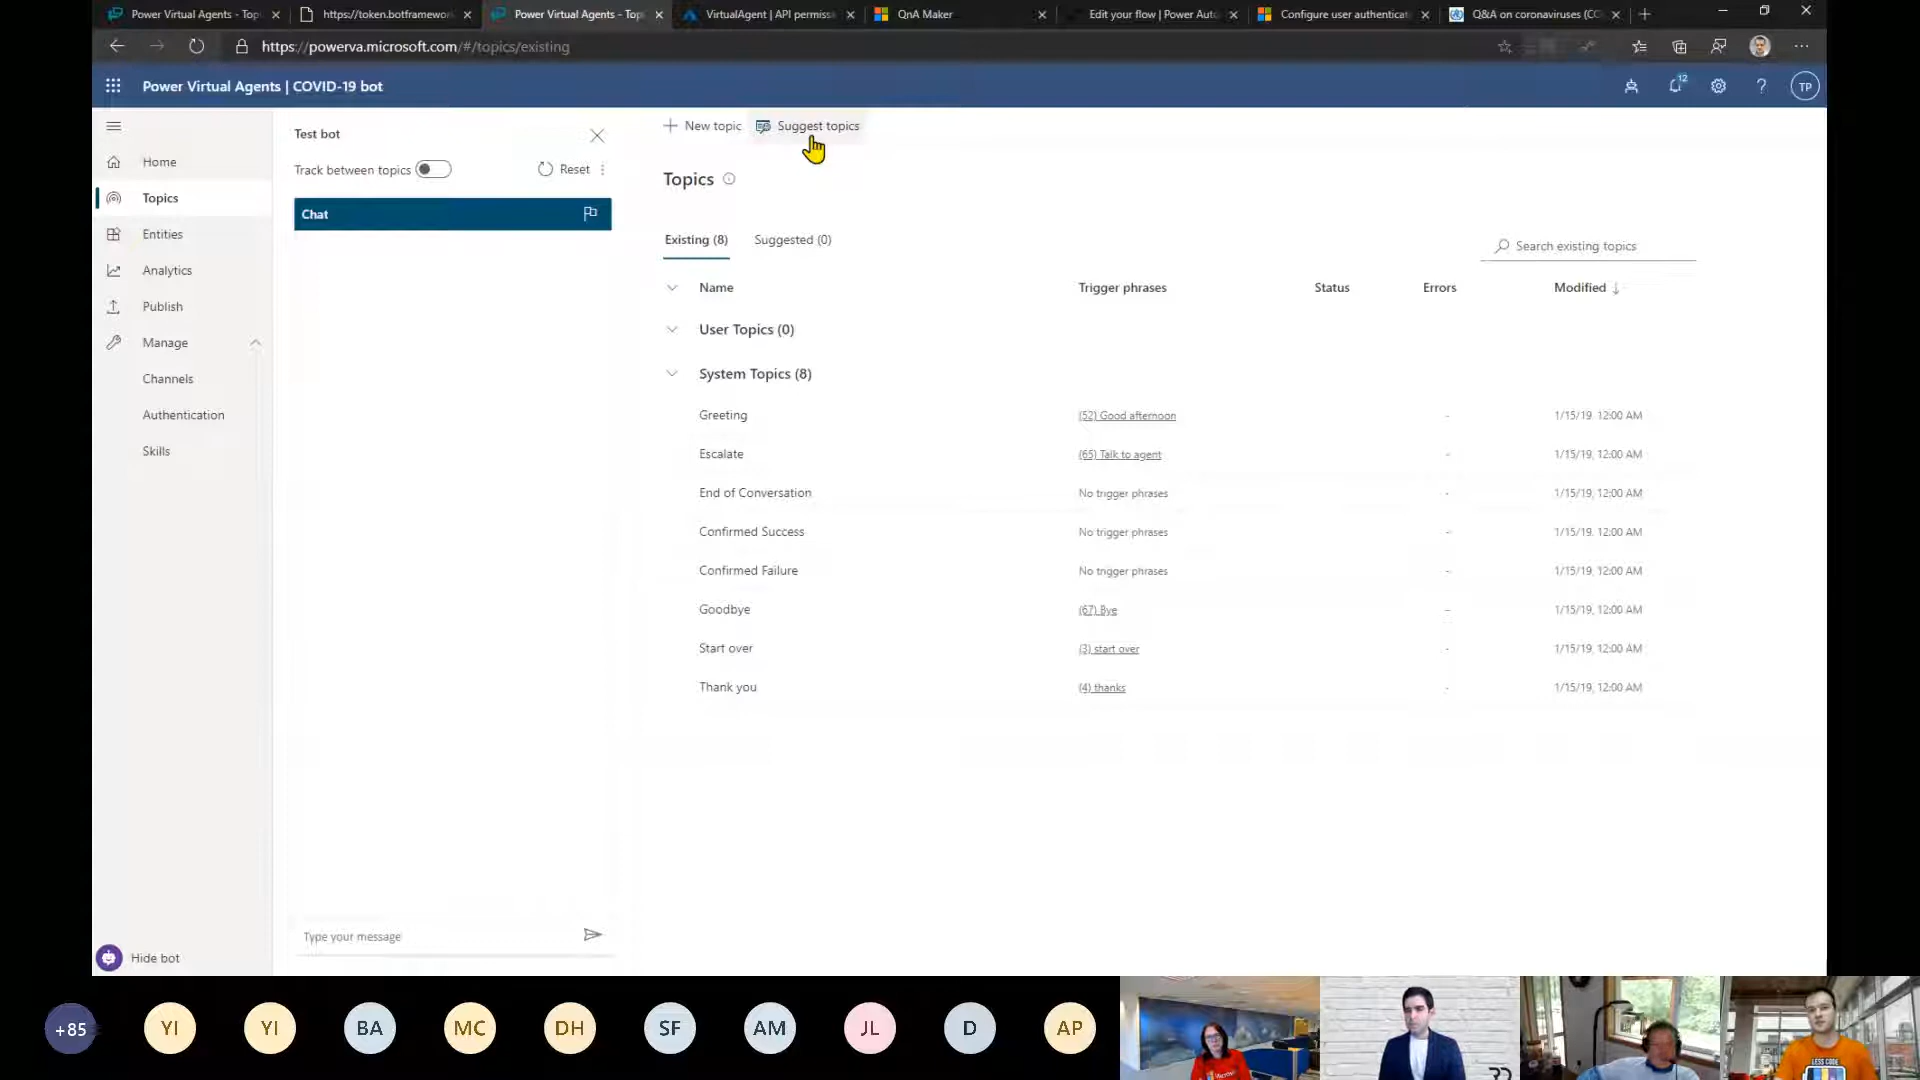 Power Virtual Agents - Top
https://token.botframewor
Power Virtual Agents - Top
VirtualAgent | API permiss
QnA Maker
Edit your flow | Power Auto
Configure user authenticat
Q&A on coronaviruses (CO
https://powerva.microsoft.com/#/topics/existing
Power Virtual Agents | COVID-19 bot
12
TP
Home
Topics
Entities
Analytics
Publish
Manage
Channels
Authentication
Skills
Hide bot
Test bot
Track between topics
Reset
Chat
Type your message
New topic
Suggest topics
Topics
Existing (8)
Suggested (0)
Search existing topics
Name Trigger phrases Status Errors Modified
User Topics (0)
System Topics (8)
Greeting (52) Good afternoon - 1/15/19, 12:00 AM
Escalate (65) Talk to agent - 1/15/19, 12:00 AM
End of Conversation No trigger phrases - 1/15/19, 12:00 AM
Confirmed Success No trigger phrases - 1/15/19, 12:00 AM
Confirmed Failure No trigger phrases - 1/15/19, 12:00 AM
Goodbye (67) Bye - 1/15/19, 12:00 AM
Start over (3) start over - 1/15/19, 12:00 AM
Thank you (4) thanks - 1/15/19, 12:00 AM
+85
YI
YI
BA
MC
DH
SF
AM
JL
D
AP
LESS CODE